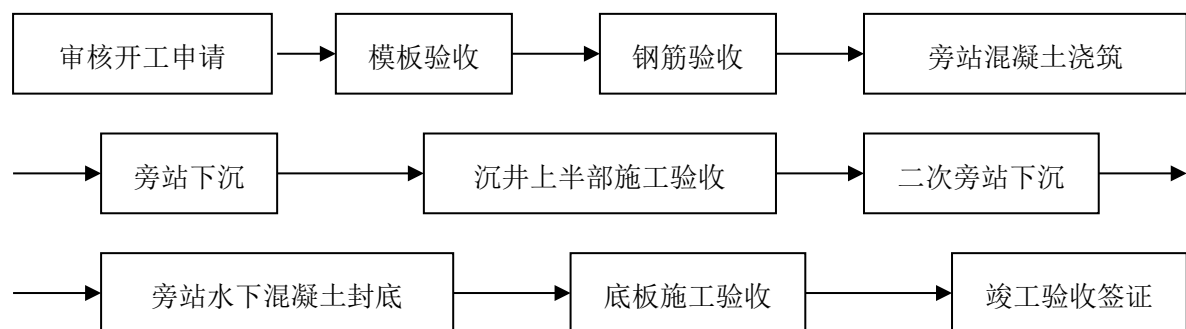 审核开工申请 模板验收 钢筋验收 旁站混凝土浇筑
旁站下沉 沉井上半部施工验收 二次旁站下沉
旁站水下混凝土封底 底板施工验收 竣工验收签证